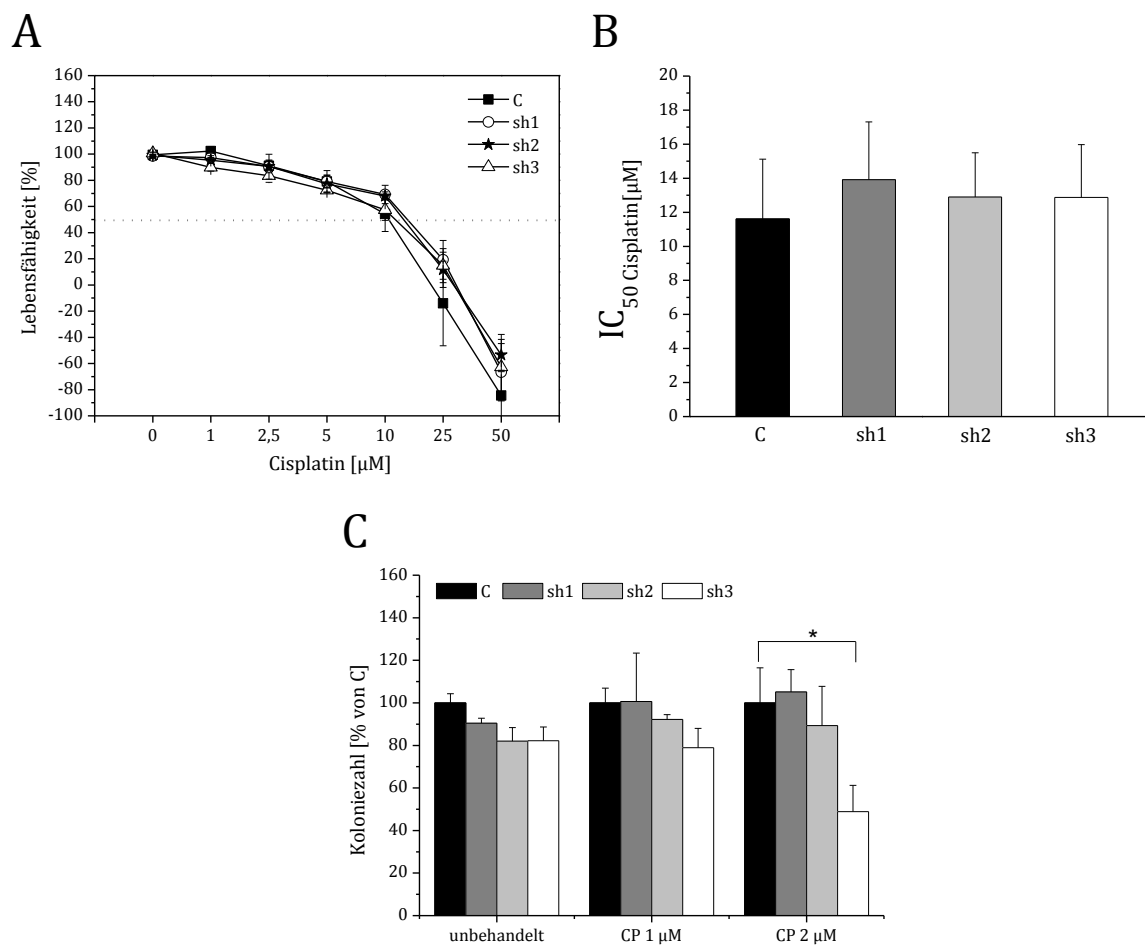 A
160
140
120
100
80
60
40
20
0
-20
-40
-60
-80
-100
Lebensfähigkeit [%]
C
sh1
sh2
sh3
0 1 2,5 5 10 25 50
Cisplatin [µM]
B
20
18
16
14
12
10
8
6
4
2
0
IC50 Cisplatin[µM]
C sh1 sh2 sh3
C
160
140
120
100
80
60
40
20
0
Koloniezahl [% von C]
C sh1 sh2 sh3
*
unbehandelt CP 1 µM CP 2 µM